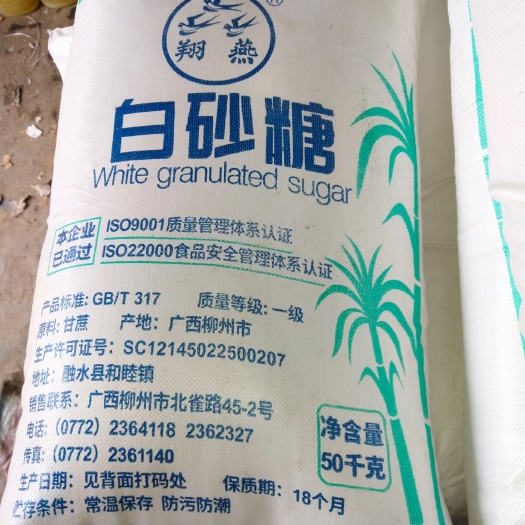 翔燕
白砂糖
White granulated sugar
本企业已通过
ISO9001质量管理体系认证
ISO22000食品安全管理体系认证
产品标准: GB/T 317 质量等级: 一级
原料: 甘蔗 产地: 广西柳州市
生产许可证号: SC12145022500207
地址: 融水县和睦镇
销售联系: 广西柳州市北雀路45-2号
电话: (0772) 2364118 2362327
传真: (0772) 2361140
生产日期: 见背面打码处 保质期: 18个月
贮存条件: 常温保存 防污防潮
净含量
50千克